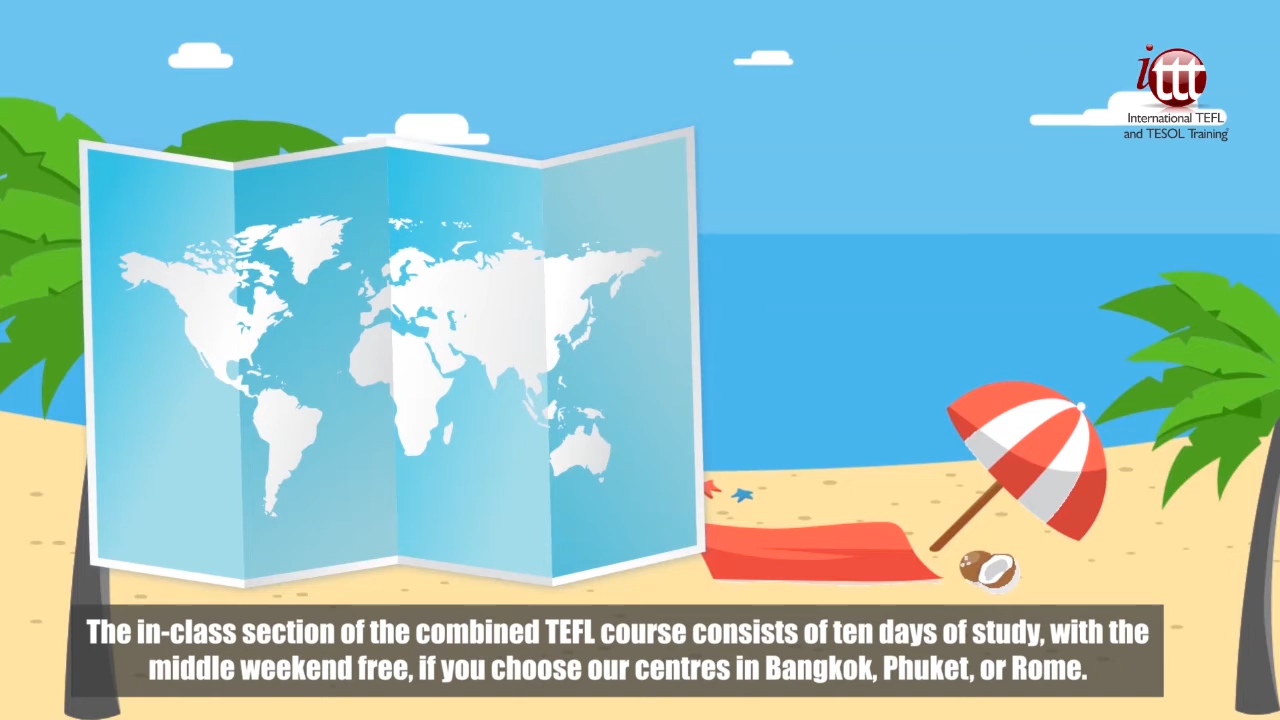 ittt
International TEFL
and TESOL Training
The in-class section of the combined TEFL course consists of ten days of study, with the
middle weekend free, if you choose our centres in Bangkok, Phuket, or Rome.